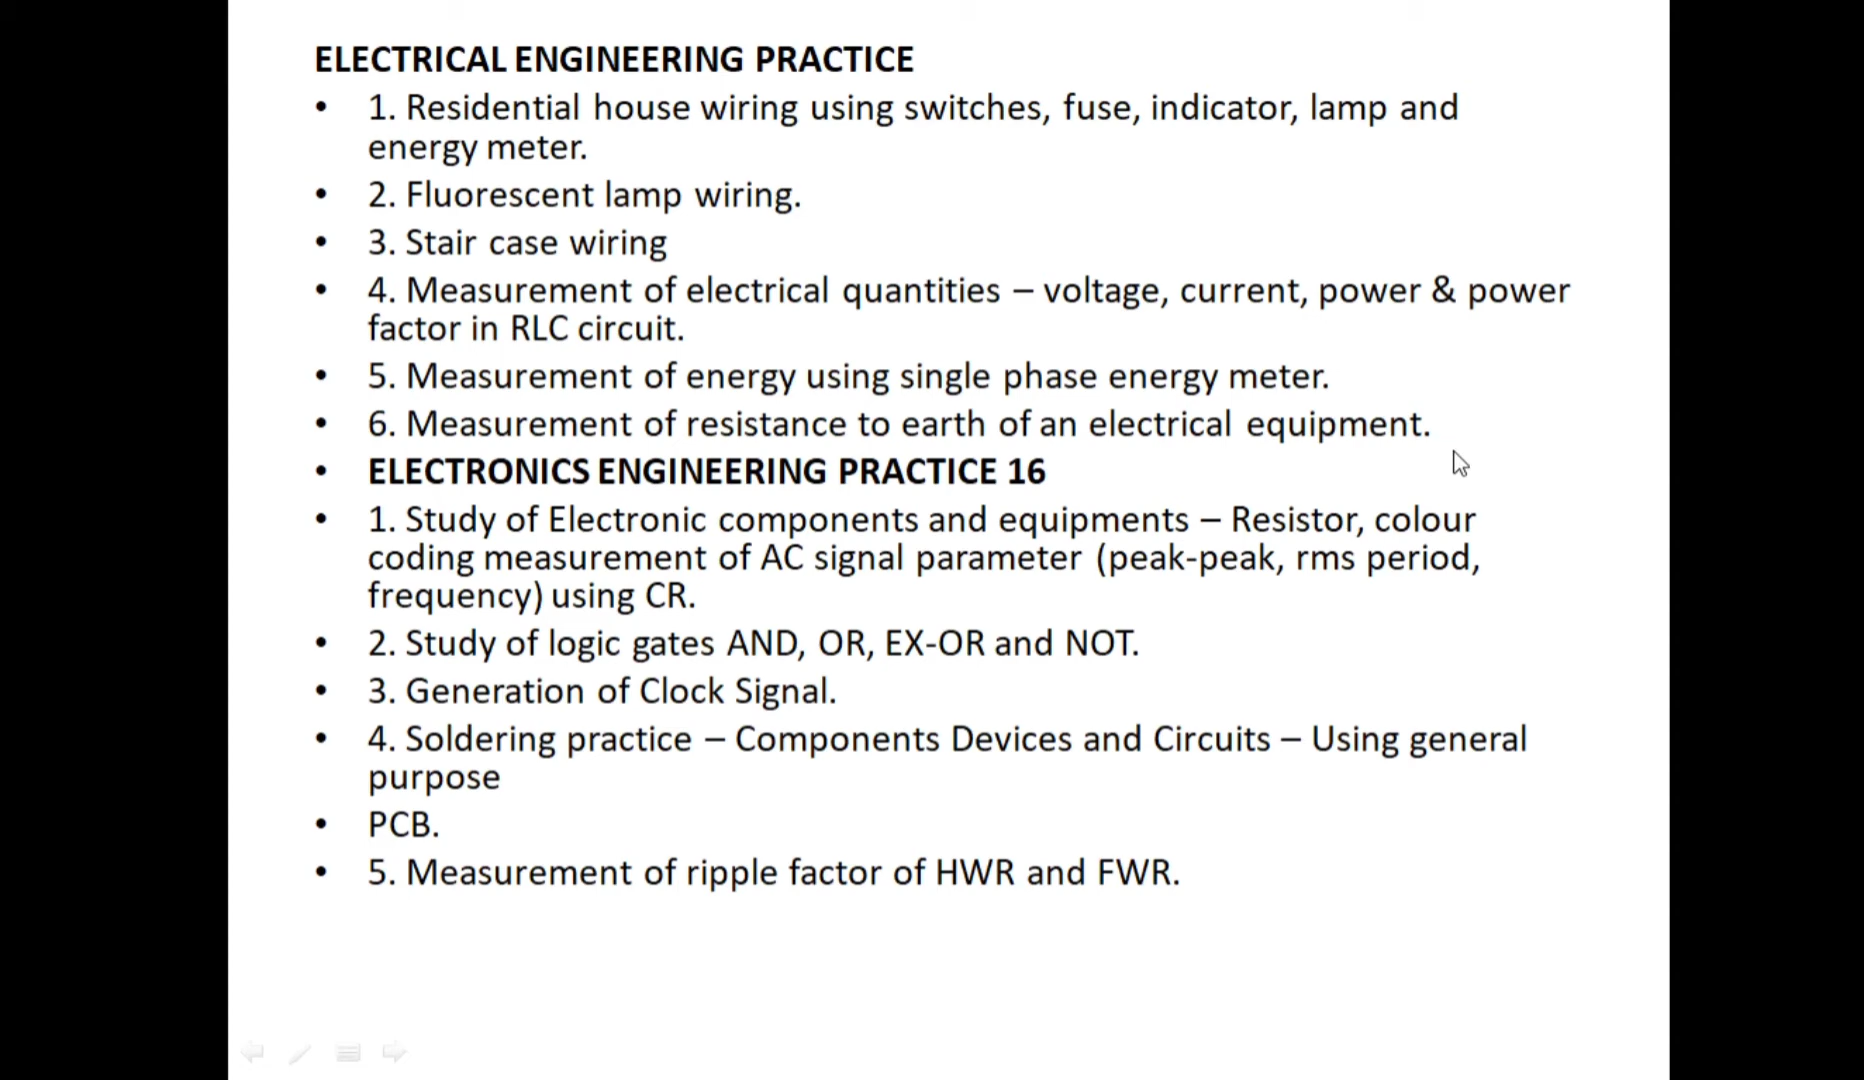 ELECTRICAL ENGINEERING PRACTICE
• 1. Residential house wiring using switches, fuse, indicator, lamp and
energy meter.
• 2. Fluorescent lamp wiring.
• 3. Stair case wiring
• 4. Measurement of electrical quantities – voltage, current, power & power
factor in RLC circuit.
• 5. Measurement of energy using single phase energy meter.
• 6. Measurement of resistance to earth of an electrical equipment.
• ELECTRONICS ENGINEERING PRACTICE 16
• 1. Study of Electronic components and equipments – Resistor, colour
coding measurement of AC signal parameter (peak-peak, rms period,
frequency) using CR.
• 2. Study of logic gates AND, OR, EX-OR and NOT.
• 3. Generation of Clock Signal.
• 4. Soldering practice – Components Devices and Circuits – Using general
purpose
• PCB.
• 5. Measurement of ripple factor of HWR and FWR.